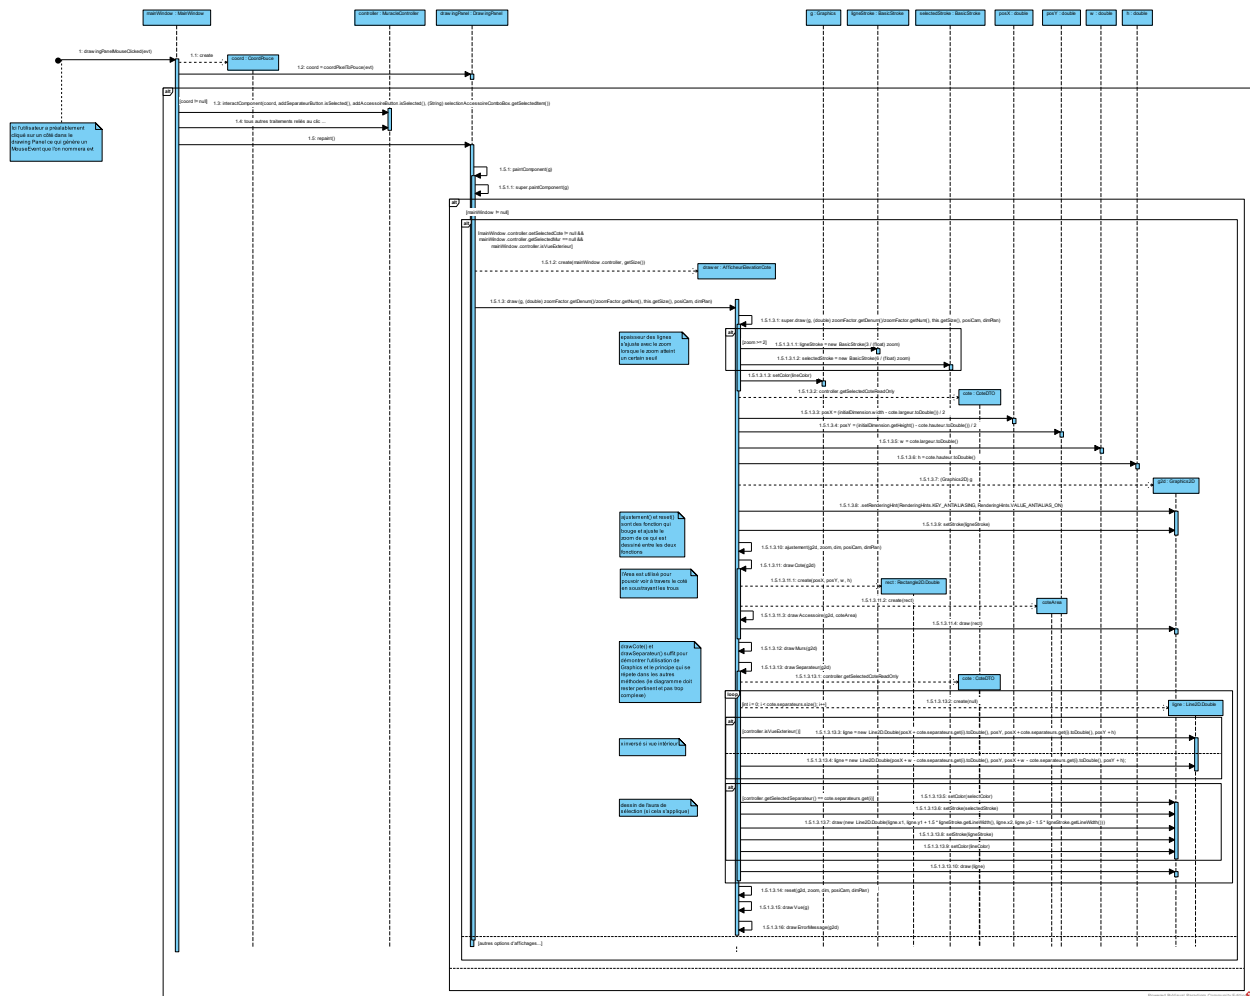 mainWindow : MainWindow
controller : MuracleController
drawingPanel : DrawingPanel
g : Graphics
ligneStroke : BasicStroke
selectedStroke : BasicStroke
posX : double
posY : double
w : double
h : double
1: drawingPanelMouseClicked(evt)
1.1: create
coord : CoordPouce
1.2: coord = coordPixelToPouce(evt)
alt
[coord != null]
1.3: interactComponent(coord, addSeparateurButton.isSelected(), addAccessoireButton.isSelected(), (String) selectionAccessoireComboBox.getSelectedItem())
1.4: tous autres traitements reliés au clic ...
Ici l'utilisateur a préalablement
cliqué sur un côté dans le
drawing Panel ce qui génère un
MouseEvent que l'on nommera evt
1.5: repaint()
1.5.1: paintComponent(g)
1.5.1.1: super.paintComponent(g)
alt
[mainWindow != null]
alt
[mainWindow.controller.getSelectedCote != null &&
mainWindow.controller.getSelectedMur == null &&
mainWindow.controller.isVueExterieur]
1.5.1.2: create(mainWindow.controller, getSize())
drawer : AfficheurElevationCote
1.5.1.3: draw(g, (double) zoomFactor.getDenum()/zoomFactor.getNum(), this.getSize(), posiCam, dimPlan)
1.5.1.3.1: super.draw(g, (double) zoomFactor.getDenum()/zoomFactor.getNum(), this.getSize(), posiCam, dimPlan)
epaisseur des lignes
s'ajuste avec le zoom
lorsque le zoom atteint
un certain seuil
alt
[zoom >= 2]
1.5.1.3.1.1: ligneStroke = new BasicStroke(3 / (float) zoom)
1.5.1.3.1.2: selectedStroke = new BasicStroke(6 / (float) zoom)
1.5.1.3.1.3: setColor(lineColor)
1.5.1.3.2: controller.getSelectedCoteReadOnly
cote : CoteDTO
1.5.1.3.3: posX = (initialDimension.width - cote.largeur.toDouble()) / 2
1.5.1.3.4: posY = (initialDimension.getHeight() - cote.hauteur.toDouble()) / 2
1.5.1.3.5: w = cote.largeur.toDouble()
1.5.1.3.6: h = cote.hauteur.toDouble()
1.5.1.3.7: (Graphics2D) g
g2d : Graphics2D
1.5.1.3.8: .setRenderingHint(RenderingHints.KEY_ANTIALIASING, RenderingHints.VALUE_ANTIALIAS_ON)
ajustement() et reset()
sont des fonction qui
bouge et ajuste le
zoom de ce qui est
dessiné entre les deux
fonctions
1.5.1.3.9: setStroke(ligneStroke)
1.5.1.3.10: ajustement(g2d, zoom, dim, posiCam, dimPlan)
1.5.1.3.11: drawCote(g2d)
l'Area est utilisé pour
pouvoir voir à travers le coté
en soustrayant les trous
1.5.1.3.11.1: create(posX, posY, w, h)
rect : Rectangle2D.Double
1.5.1.3.11.2: create(rect)
coteArea
1.5.1.3.11.3: drawAccessoire(g2d, coteArea)
1.5.1.3.11.4: draw(rect)
drawCote() et
drawSeparateur() suffit pour
démontrer l'utilisation de
Graphics et le principe qui se
répète dans les autres
méthodes (le diagramme doit
rester pertinent et pas trop
complexe)
1.5.1.3.12: drawMurs(g2d)
1.5.1.3.13: drawSeparateur(g2d)
1.5.1.3.13.1: controller.getSelectedCoteReadOnly
cote : CoteDTO
loop
[int i = 0; i < cote.separateurs.size(); i++]
1.5.1.3.13.2: create(null)
ligne : Line2D.Double
alt
[controller.isVueExterieur()]
1.5.1.3.13.3: ligne = new Line2D.Double(posX + cote.separateurs.get(i).toDouble(), posY, posX + cote.separateurs.get(i).toDouble(), posY + h)
x inversé si vue intérieur
1.5.1.3.13.4: ligne = new Line2D.Double(posX + w - cote.separateurs.get(i).toDouble(), posY, posX + w - cote.separateurs.get(i).toDouble(), posY + h);
alt
[controller.getSelectedSeparateur() == cote.separateurs.get(i)]
1.5.1.3.13.5: setColor(selectColor)
dessin de l'aura de
sélection (si cela s'applique)
1.5.1.3.13.6: setStroke(selectedStroke)
1.5.1.3.13.7: draw(new Line2D.Double(ligne.x1, ligne.y1 + 1.5 * ligneStroke.getLineWidth(), ligne.x2, ligne.y2 - 1.5 * ligneStroke.getLineWidth()))
1.5.1.3.13.8: setStroke(ligneStroke)
1.5.1.3.13.9: setColor(lineColor)
1.5.1.3.13.10: draw(ligne)
1.5.1.3.14: reset(g2d, zoom, dim, posiCam, dimPlan)
1.5.1.3.15: drawVue(g)
1.5.1.3.16: drawErrorMessage(g2d)
[autres options d'affichages...]